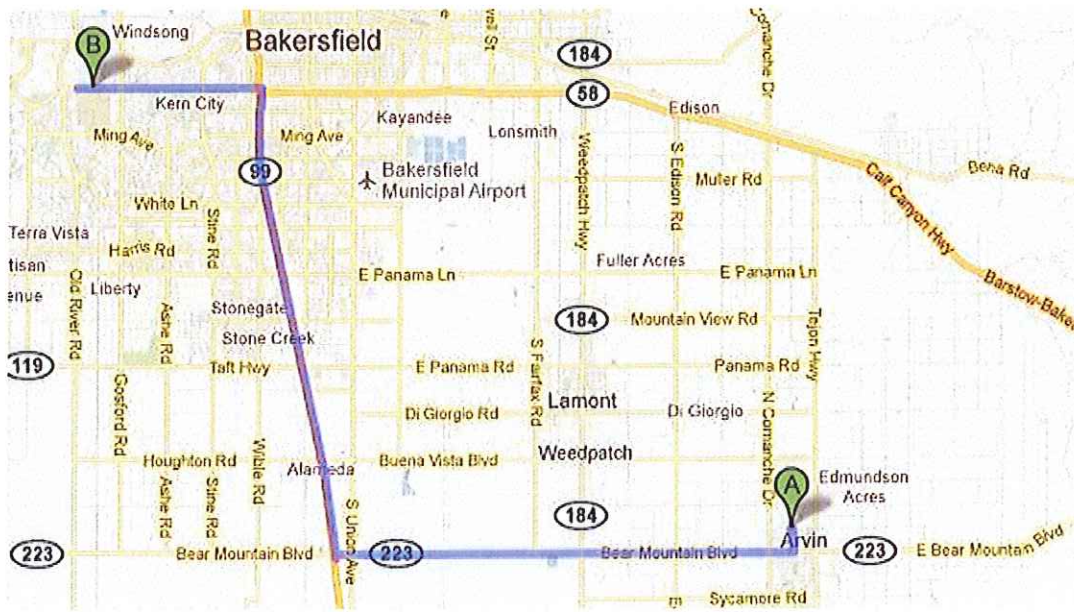 Windsong
B
Bakersfield
184
Comanche Dr
58
Edison
Kern City
Kayandee
Lonsmith
Ming Ave
Ming Ave
99
Bakersfield
Municipal Airport
Weedpatch Hwy
S Edison Rd
Muller Rd
Bena Rd
Calf Canyon Hwy
White Ln
Stine Rd
Terra Vista
Harris Rd
tisan
enue
Liberty
Old River Rd
E Panama Ln
Fuller Acres
E Panama Ln
Barstow-Bake
Stonegate
Ashe Rd
184
Mountain View Rd
Tejon Hwy
Stone Creek
119
Taft Hwy
E Panama Rd
S Fairfax Rd
Panama Rd
Gosford Rd
Lamont
Di Giorgio Rd
Di Giorgio
N Comanche Dr
Houghton Rd
Wible Rd
Alameda
Buena Vista Blvd
Weedpatch
A
Edmundson
Acres
Ashe Rd
Stine Rd
S Union Ave
184
Arvin
223
Bear Mountain Blvd
223
Bear Mountain Blvd
223
E Bear Mountain Blvd
Sycamore Rd